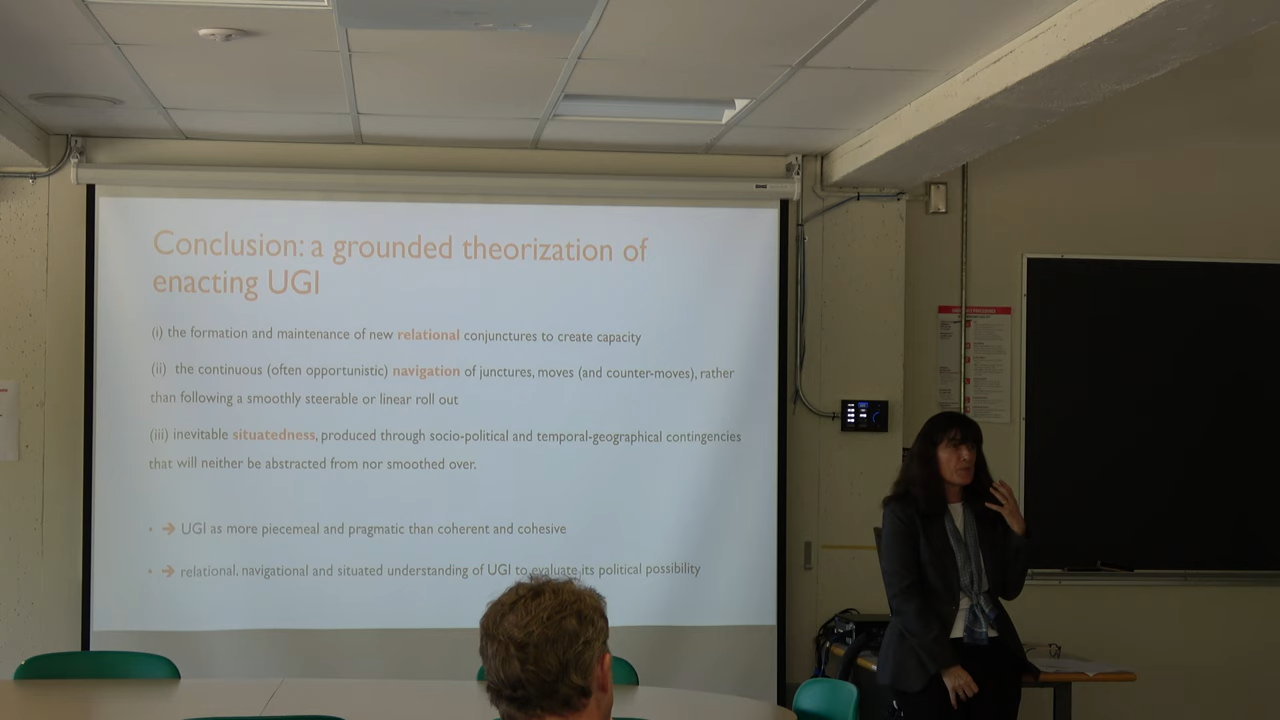 Conclusion: a grounded theorization of
enacting UGI
(i) the formation and maintenance of new relational conjunctures to create capacity
(ii) the continuous (often opportunistic) navigation of junctures, moves (and counter-moves), rather
than following a smoothly steerable or linear roll out
(iii) inevitable situatedness, produced through socio-political and temporal-geographical contingencies
that will neither be abstracted from nor smoothed over.
• → UGI as more piecemeal and pragmatic than coherent and cohesive
• → relational, navigational and situated understanding of UGI to evaluate its political possibility